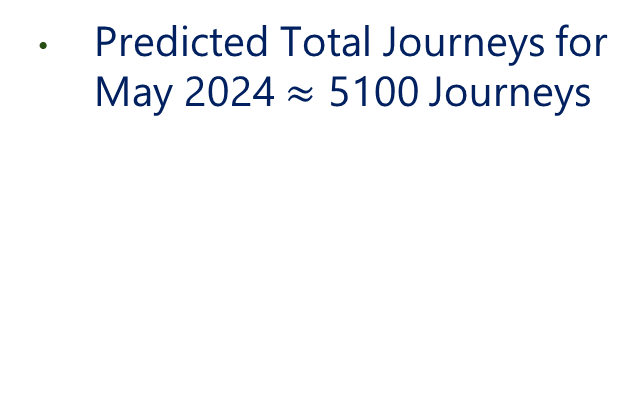 • Predicted Total Journeys for
May 2024 ≈ 5100 Journeys